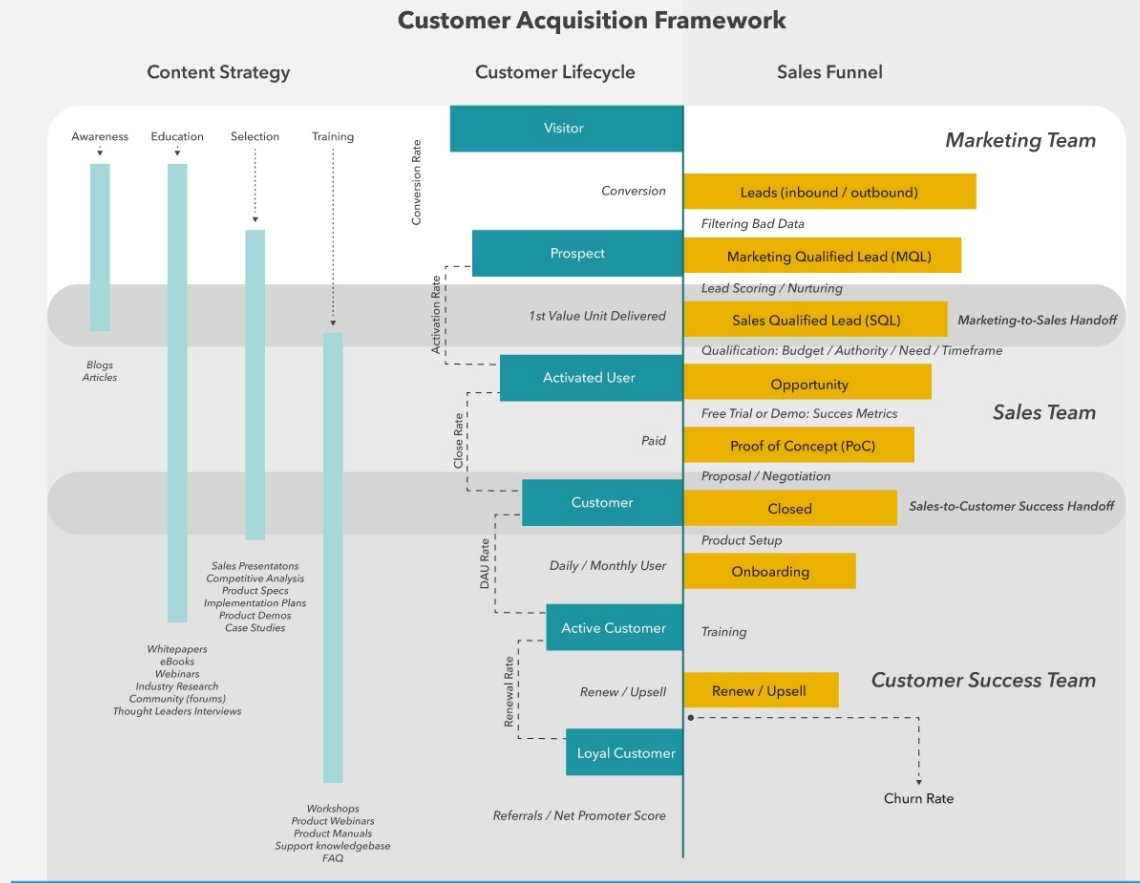 Customer Acquisition Framework
Content Strategy
Customer Lifecycle
Sales Funnel
Awareness
Education
Selection
Training
Blogs
Articles
Sales Presentatons
Competitive Analysis
Product Specs
Implementation Plans
Product Demos
Case Studies
Whitepapers
eBooks
Webinars
Industry Research
Community (forums)
Thought Leaders Interviews
Workshops
Product Webinars
Product Manuals
Support knowledgebase
FAQ
Visitor
Conversion Rate
Conversion
Prospect
Activation Rate
1st Value Unit Delivered
Activated User
Close Rate
Paid
Customer
DAU Rate
Daily / Monthly User
Active Customer
Renewal Rate
Renew / Upsell
Loyal Customer
Referrals / Net Promoter Score
Marketing Team
Leads (inbound / outbound)
Filtering Bad Data
Marketing Qualified Lead (MQL)
Lead Scoring / Nurturing
Sales Qualified Lead (SQL)
Marketing-to-Sales Handoff
Qualification: Budget / Authority / Need / Timeframe
Opportunity
Sales Team
Free Trial or Demo: Succes Metrics
Proof of Concept (PoC)
Proposal / Negotiation
Closed
Sales-to-Customer Success Handoff
Product Setup
Onboarding
Training
Customer Success Team
Renew / Upsell
Churn Rate